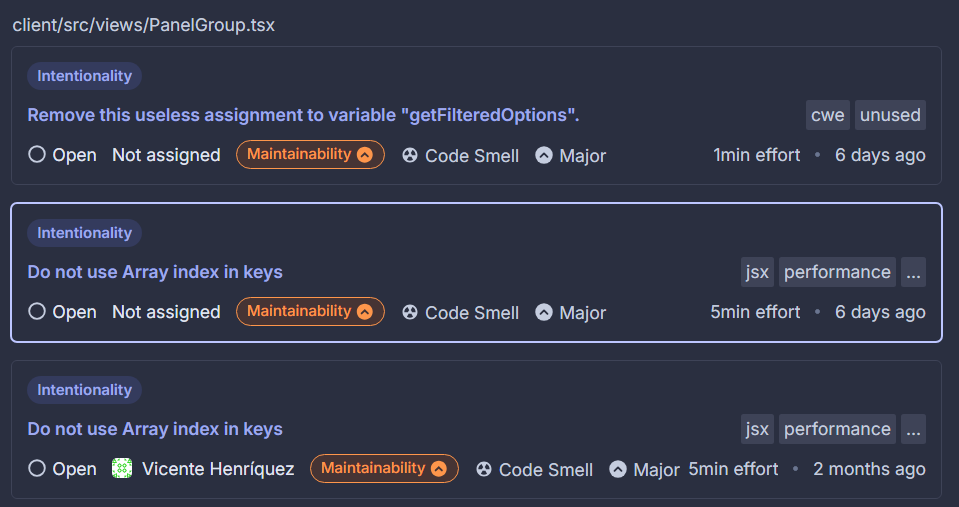 client/src/views/PanelGroup.tsx
Intentionality
Remove this useless assignment to variable "getFilteredOptions". cwe unused
Open Not assigned Maintainability Code Smell Major 1min effort • 6 days ago
Intentionality
Do not use Array index in keys jsx performance ...
Open Not assigned Maintainability Code Smell Major 5min effort • 6 days ago
Intentionality
Do not use Array index in keys jsx performance ...
Open Vicente Henríquez Maintainability Code Smell Major 5min effort • 2 months ago